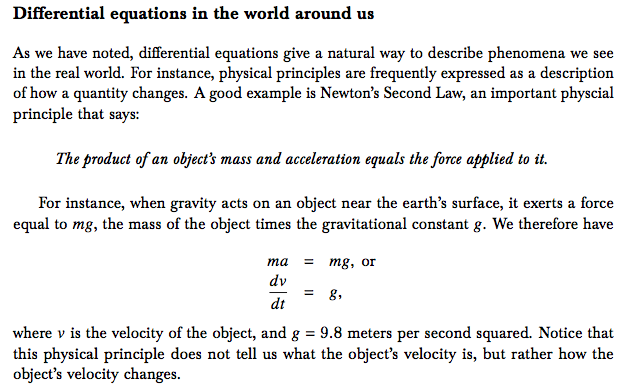 Differential equations in the world around us
As we have noted, differential equations give a natural way to describe phenomena we see
in the real world. For instance, physical principles are frequently expressed as a description
of how a quantity changes. A good example is Newton’s Second Law, an important physcial
principle that says:
The product of an object’s mass and acceleration equals the force applied to it.
For instance, when gravity acts on an object near the earth’s surface, it exerts a force
equal to mg, the mass of the object times the gravitational constant g. We therefore have
ma = mg, or
dv/dt = g,
where v is the velocity of the object, and g = 9.8 meters per second squared. Notice that
this physical principle does not tell us what the object’s velocity is, but rather how the
object’s velocity changes.